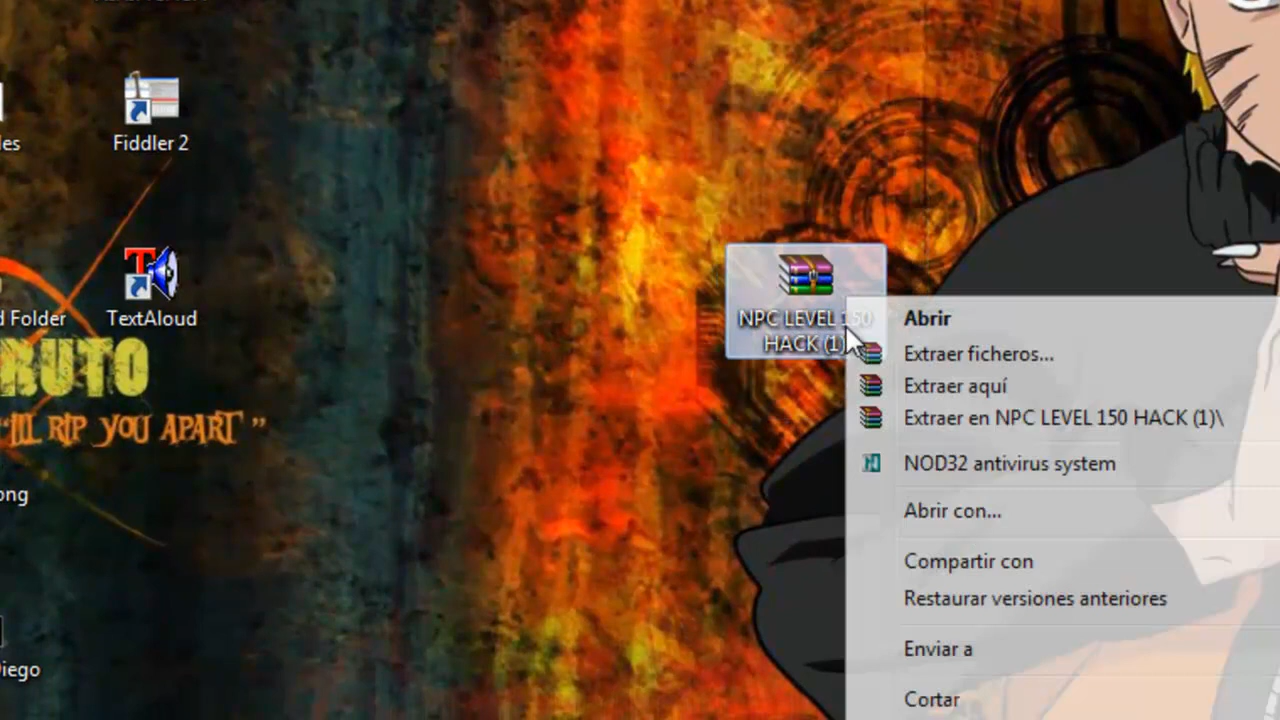 Fiddler 2
les
TextAloud
d Folder
RUTO
“I'll RIP YOU APART ”
ong
iego
NPC LEVEL 150
HACK (1)
Abrir
Extraer ficheros...
Extraer aquí
Extraer en NPC LEVEL 150 HACK (1)\
NOD32 antivirus system
Abrir con...
Compartir con
Restaurar versiones anteriores
Enviar a
Cortar